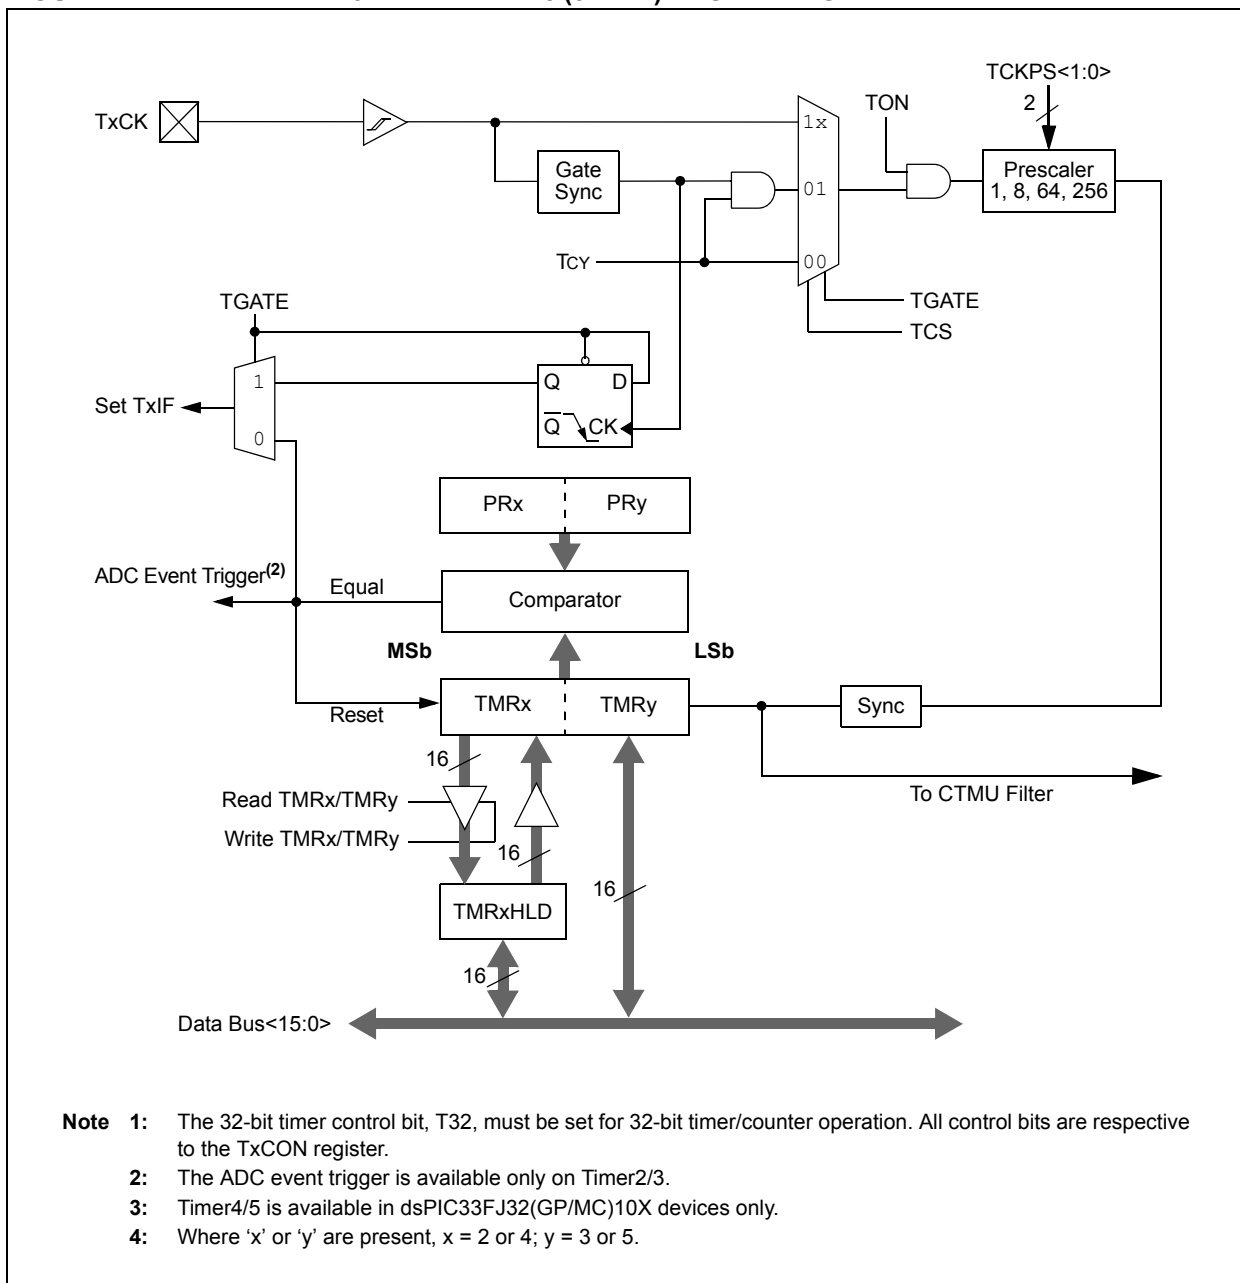 TCKPS<1:0>
2
TON
TxCK
1x
Gate
Sync
Prescaler
1, 8, 64, 256
01
TCY
00
TGATE
TGATE
TCS
1
Q D
Set TxIF
Q CK
0
PRx PRy
ADC Event Trigger(2)
Equal
Comparator
MSb LSb
TMRx TMRy
Sync
Reset
16
To CTMU Filter
Read TMRx/TMRy
Write TMRx/TMRy
16
16
TMRxHLD
16
Data Bus<15:0>
Note 1: The 32-bit timer control bit, T32, must be set for 32-bit timer/counter operation. All control bits are respective
to the TxCON register.
2: The ADC event trigger is available only on Timer2/3.
3: Timer4/5 is available in dsPIC33FJ32(GP/MC)10X devices only.
4: Where ‘x’ or ‘y’ are present, x = 2 or 4; y = 3 or 5.